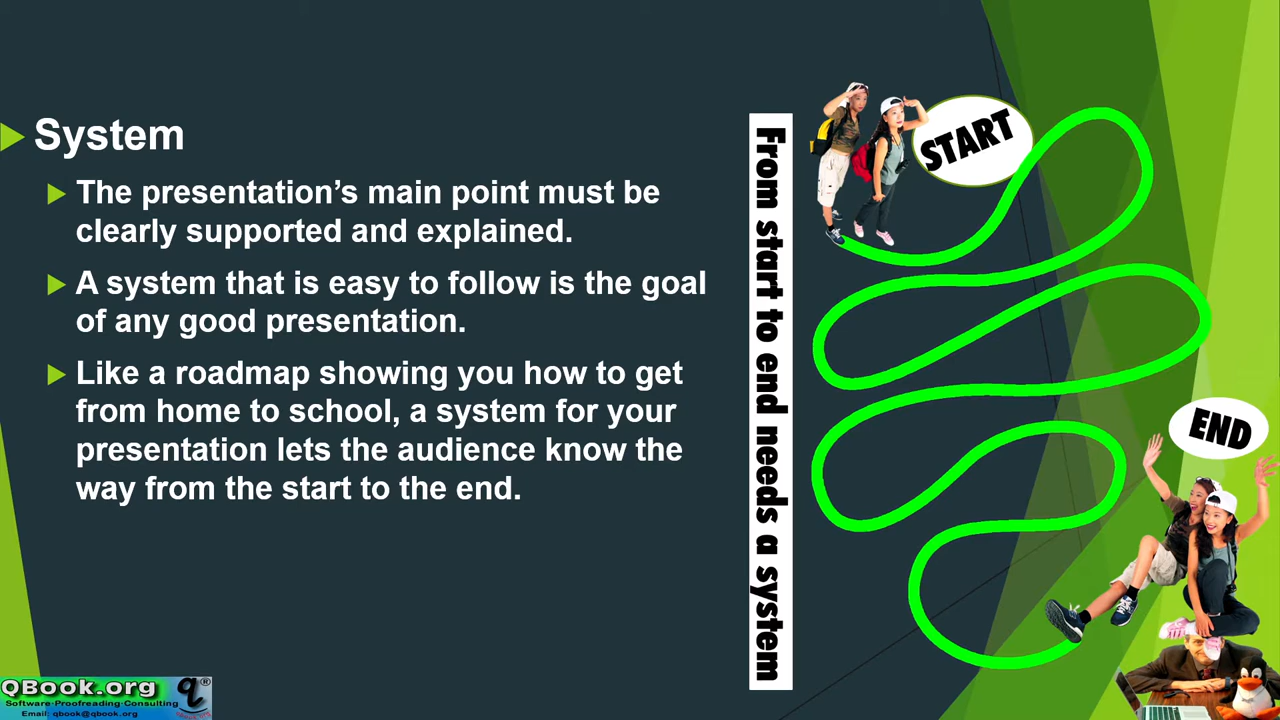 System
The presentation’s main point must be
clearly supported and explained.
A system that is easy to follow is the goal
of any good presentation.
Like a roadmap showing you how to get
from home to school, a system for your
presentation lets the audience know the
way from the start to the end.
From start to end needs a system
START
END
QBook.org
Software·Proofreading·Consulting
Email: qbook@qbook.org
q®